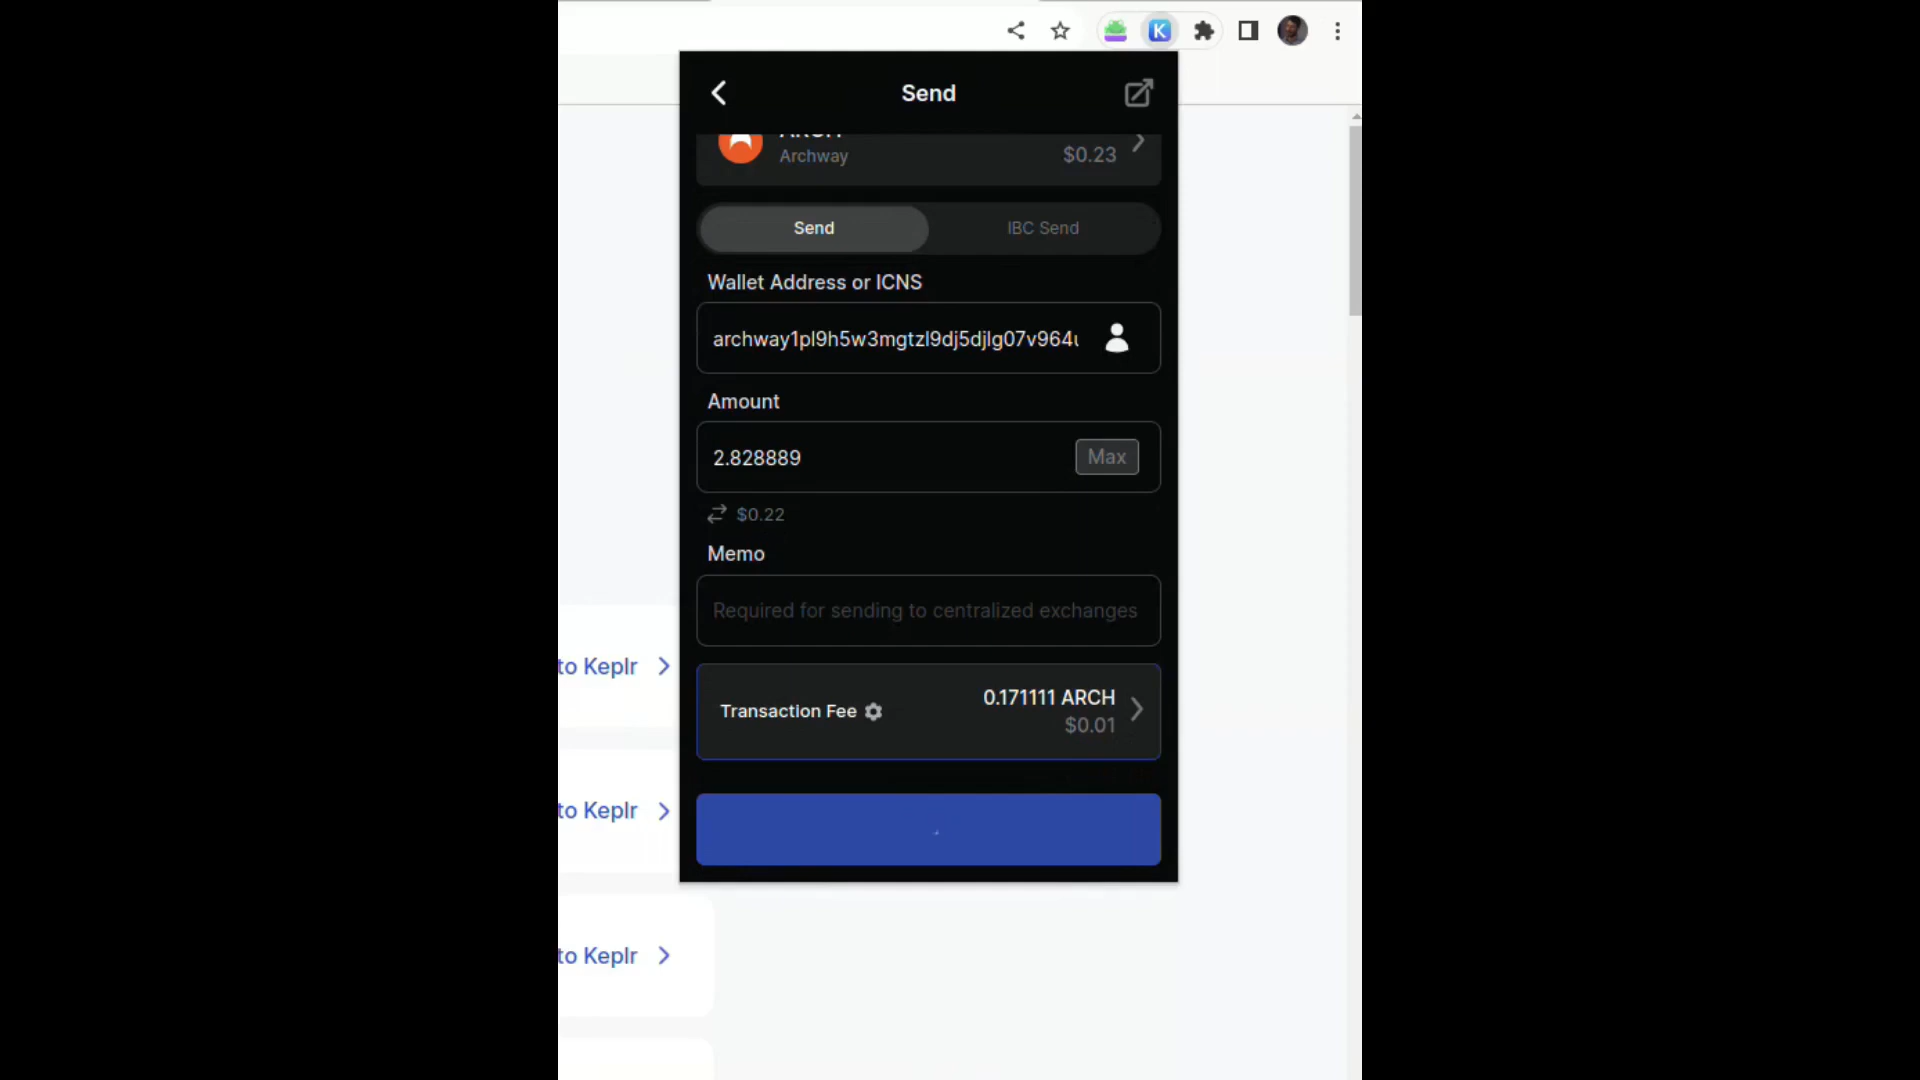 K
Send
Archway
$0.23
Send
IBC Send
Wallet Address or ICNS
archway1pl9h5w3mgtzl9dj5djlg07v964
Amount
2.828889
Max
$0.22
Memo
Required for sending to centralized exchanges
to Keplr
Transaction Fee
0.171111 ARCH
$0.01
to Keplr
to Keplr